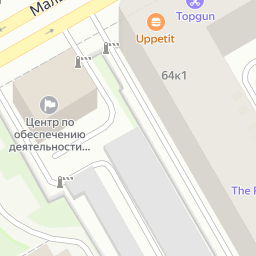 Topgun
Uppetit
64к1
Центр по
обеспечению
деятельности...
The